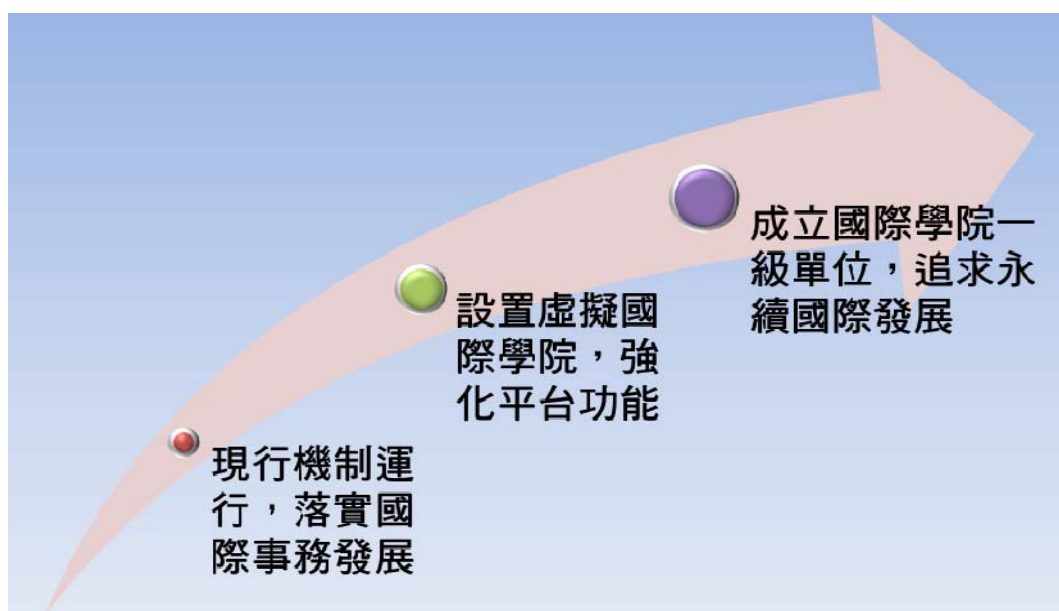 成立國際學院一
級單位，追求永
續國際發展
設置虛擬國
際學院，強
化平台功能
現行機制運
行，落實國
際事務發展